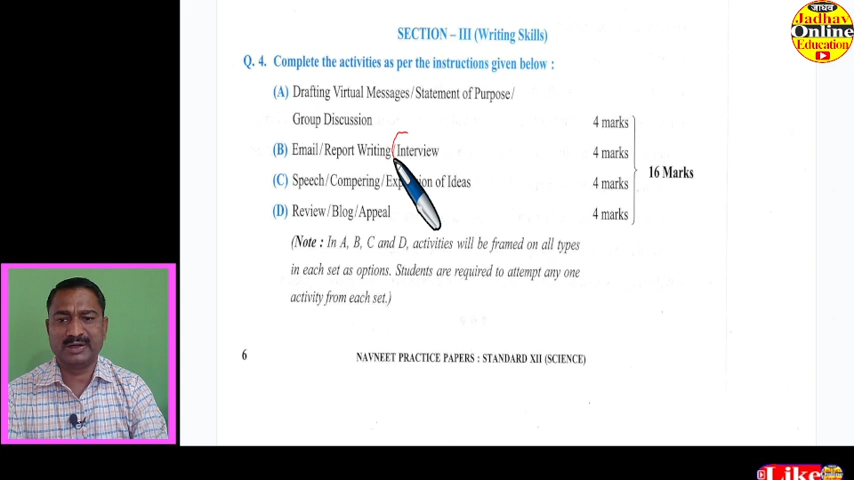 SECTION – III (Writing Skills)
Q. 4. Complete the activities as per the instructions given below :
(A) Drafting Virtual Messages/Statement of Purpose/
Group Discussion 4 marks
(B) Email/Report Writing/Interview 4 marks
(C) Speech/Compering/Expansion of Ideas 4 marks
16 Marks
(D) Review/Blog/Appeal 4 marks
(Note : In A, B, C and D, activities will be framed on all types
in each set as options. Students are required to attempt any one
activity from each set.)
6 NAVNEET PRACTICE PAPERS : STANDARD XII (SCIENCE)
जाधव
Jadhav
Online
Education
Like